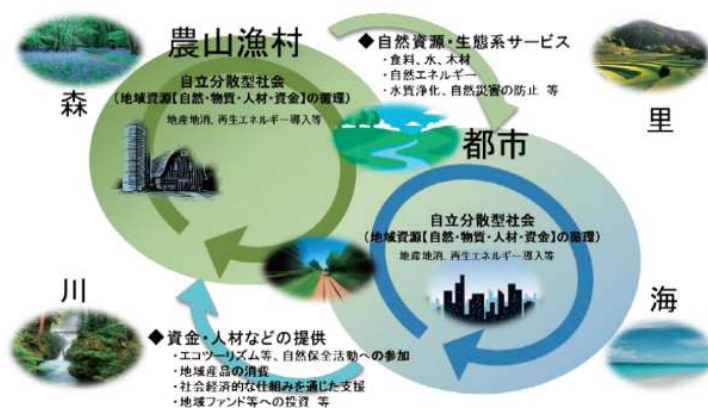 農山漁村
森
自立分散型社会
(地域資源【自然・物質・人材・資金】の循環)
地産地消、再生エネルギー導入等
◆自然資源・生態系サービス
・食料、水、木材
・自然エネルギー
・水質浄化、自然災害の防止 等
里
都市
自立分散型社会
(地域資源【自然・物質・人材・資金】の循環)
地産地消、再生エネルギー導入等
川
海
◆資金・人材などの提供
・エコツーリズム等、自然保全活動への参加
・地域産品の消費
・社会経済的な仕組みを通じた支援
・地域ファンド等への投資 等